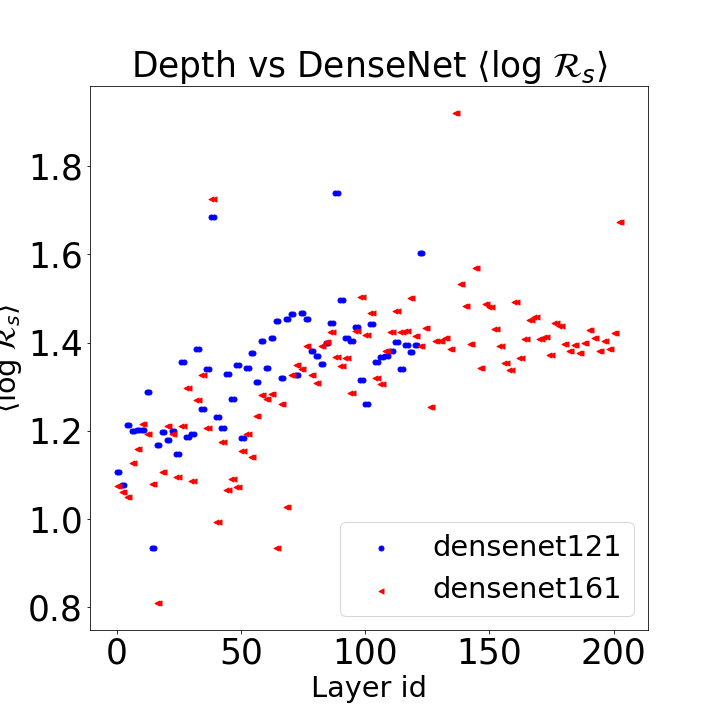 Depth vs DenseNet ⟨log ℛₛ⟩
⟨log ℛₛ⟩
1.8
1.6
1.4
1.2
1.0
0.8
densenet121
densenet161
0 50 100 150 200
Layer id